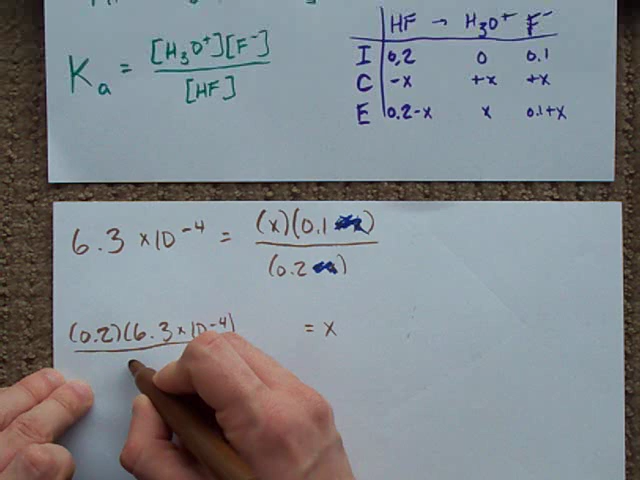 HF → H₃O⁺ F⁻
I 0.2 0 0.1
C -x +x +x
E 0.2-x x 0.1+x
Kₐ = [H₃O⁺][F⁻] / [HF]
6.3 ×10⁻⁴ = (x)(0.1 ) / (0.2 )
(0.2)(6.3 ×10⁻⁴) = x